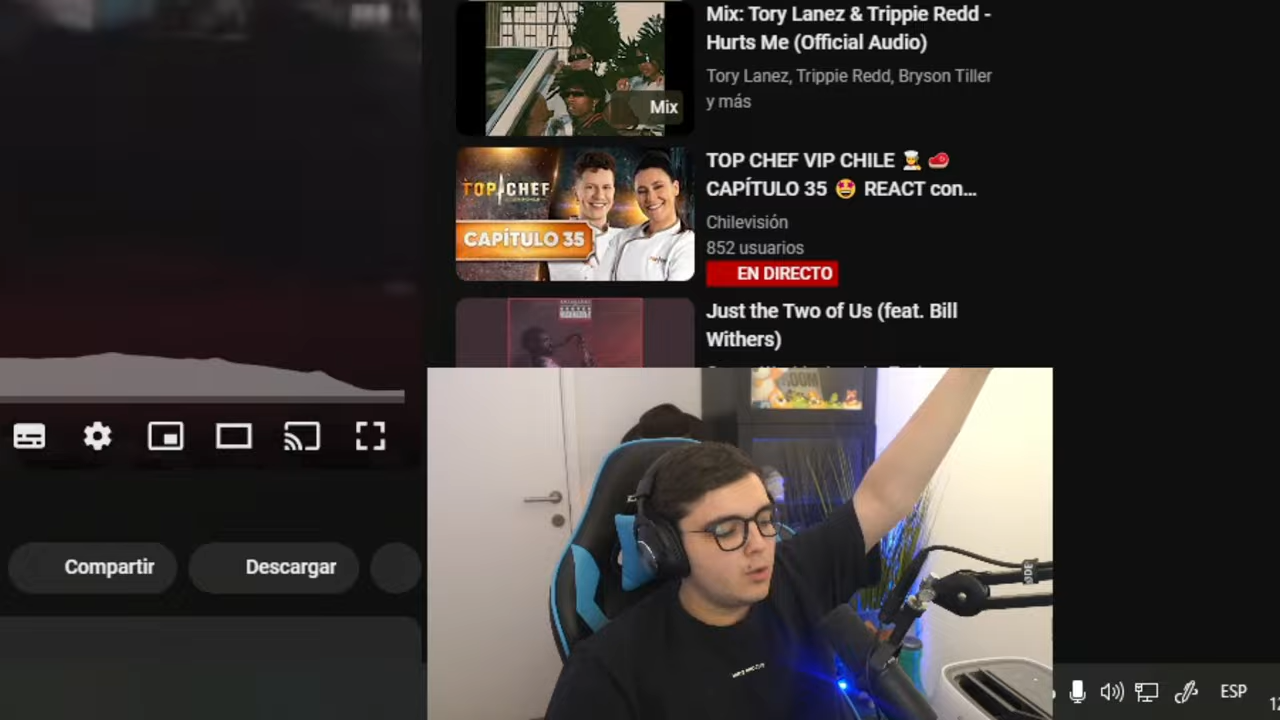 Mix: Tory Lanez & Trippie Redd -
Hurts Me (Official Audio)
Tory Lanez, Trippie Redd, Bryson Tiller
y más
Mix
TOP CHEF VIP CHILE 👨‍🍳 🥩
CAPÍTULO 35 🤩 REACT con...
Chilevisión
852 usuarios
EN DIRECTO
TOP CHEF
CAPÍTULO 35
Just the Two of Us (feat. Bill
Withers)
Compartir
Descargar
RØDE
ESP